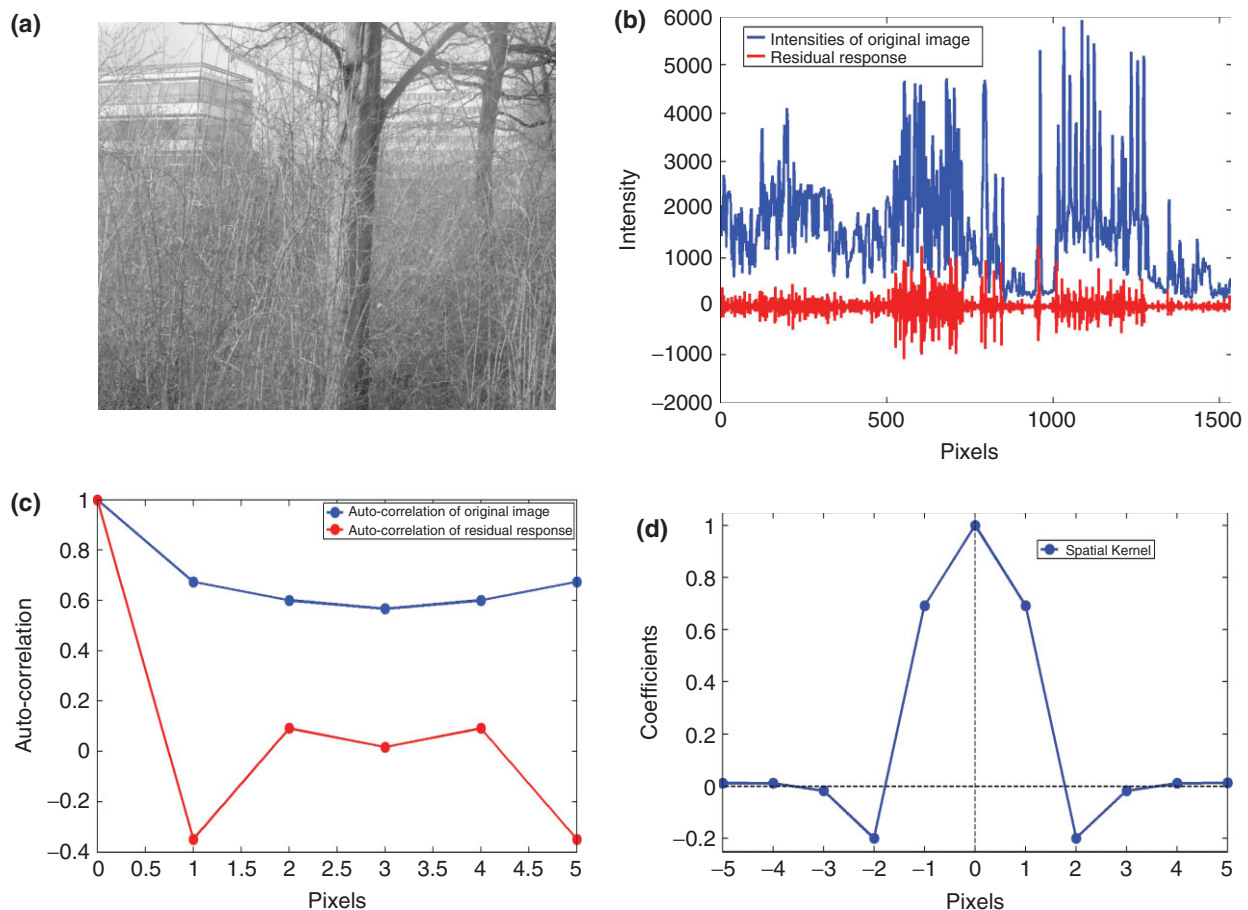 (a)
(b)
6000
5000
4000
3000
2000
1000
0
−1000
−2000
Intensity
Intensities of original image
Residual response
0 500 1000 1500
Pixels
(c)
1
0.8
0.6
0.4
0.2
0
−0.2
−0.4
Auto-correlation
Auto-correlation of original image
Auto-correlation of residual response
0 0.5 1 1.5 2 2.5 3 3.5 4 4.5 5
Pixels
(d)
1
0.8
0.6
0.4
0.2
0
−0.2
Coefficients
Spatial Kernel
−5 −4 −3 −2 −1 0 1 2 3 4 5
Pixels